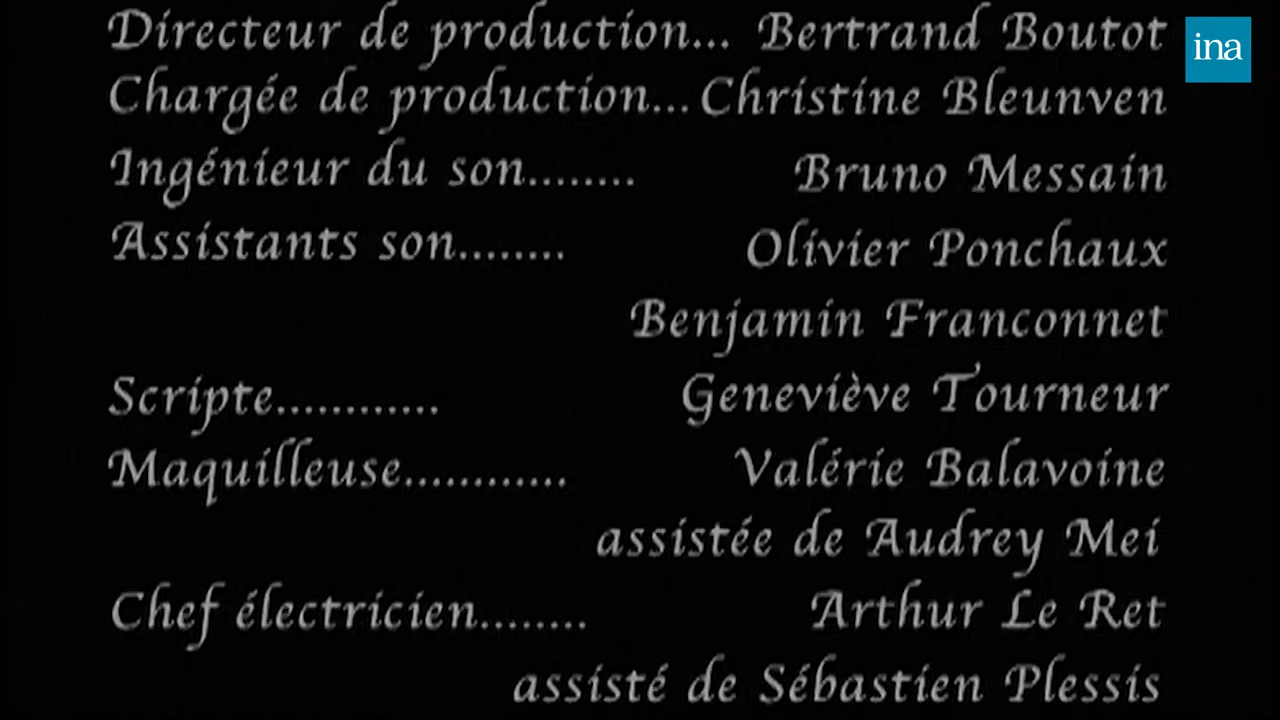 Directeur de production... Bertrand Boutot
ina
Chargée de production... Christine Bleunven
Ingénieur du son........ Bruno Messain
Assistants son........ Olivier Ponchaux
Benjamin Franconnet
Scripte............ Geneviève Tourneur
Maquilleuse............ Valérie Balavoine
assistée de Audrey Mei
Chef électricien........ Arthur Le Ret
assisté de Sébastien Plessis